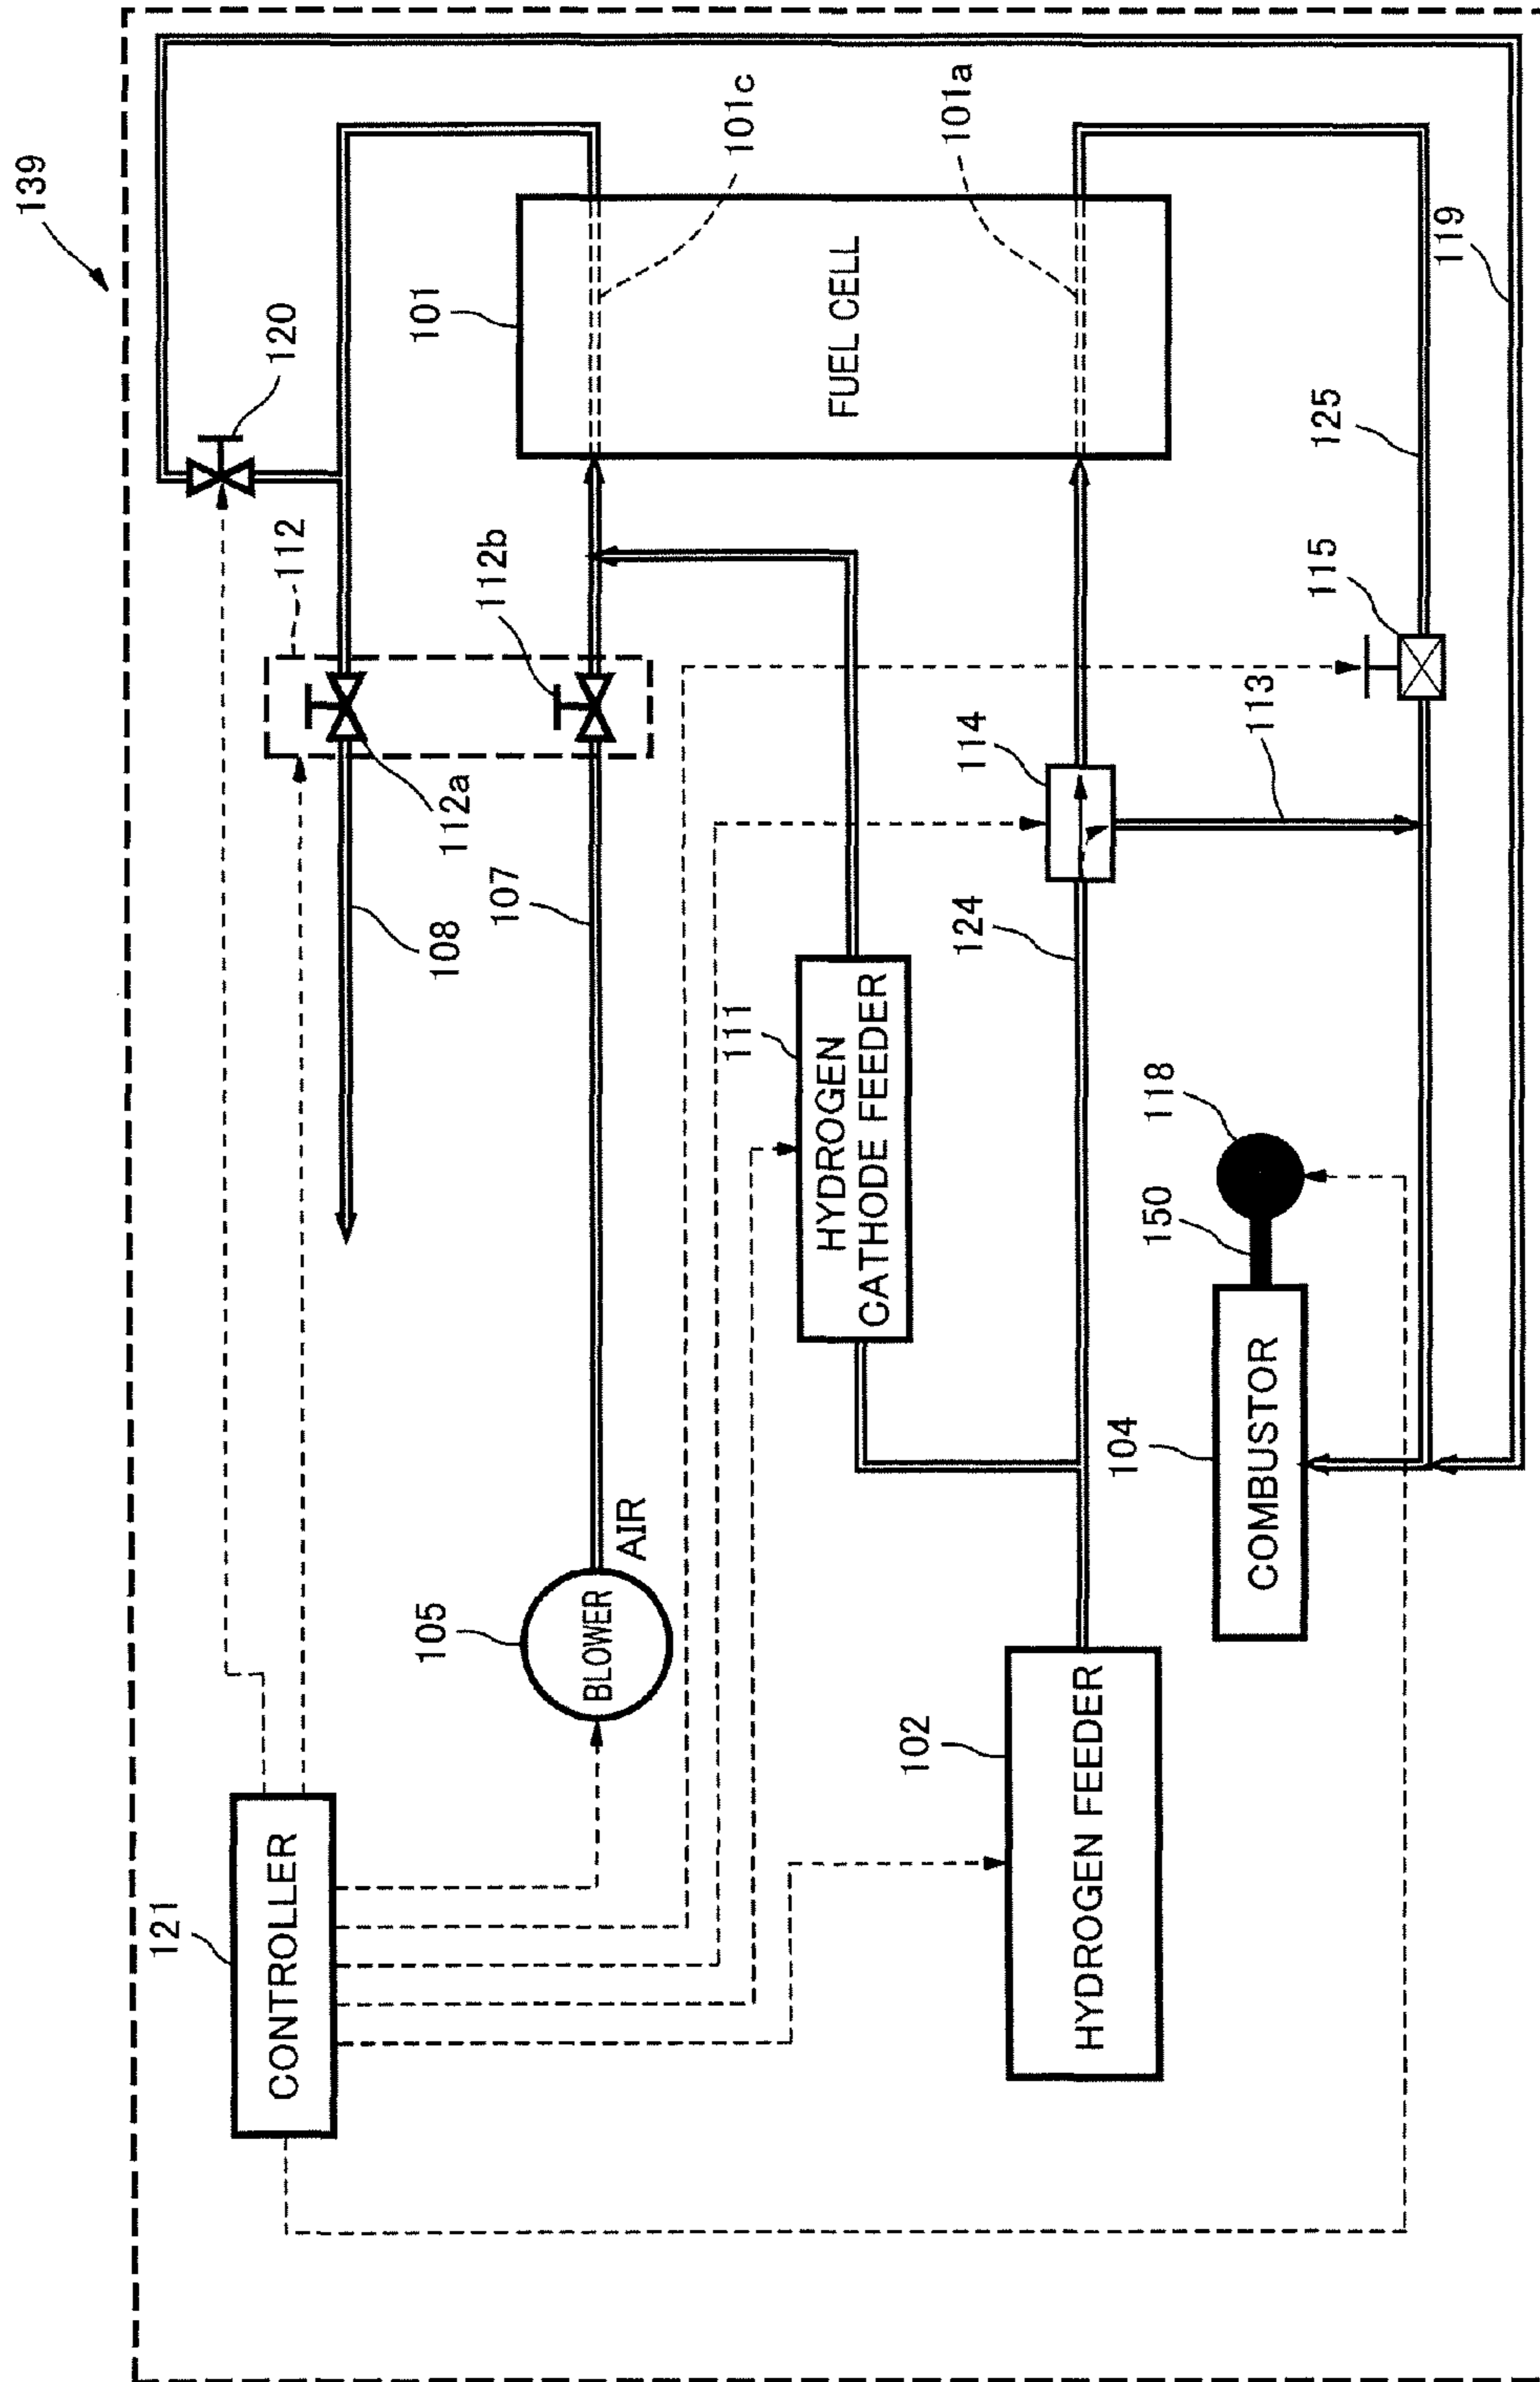 139
120
112
112b
112a
108
107
101
101c
101a
FUEL CELL
125
119
115
113
114
124
111
HYDROGEN
CATHODE FEEDER
118
150
104
COMBUSTOR
AIR
105
BLOWER
102
HYDROGEN FEEDER
121
CONTROLLER